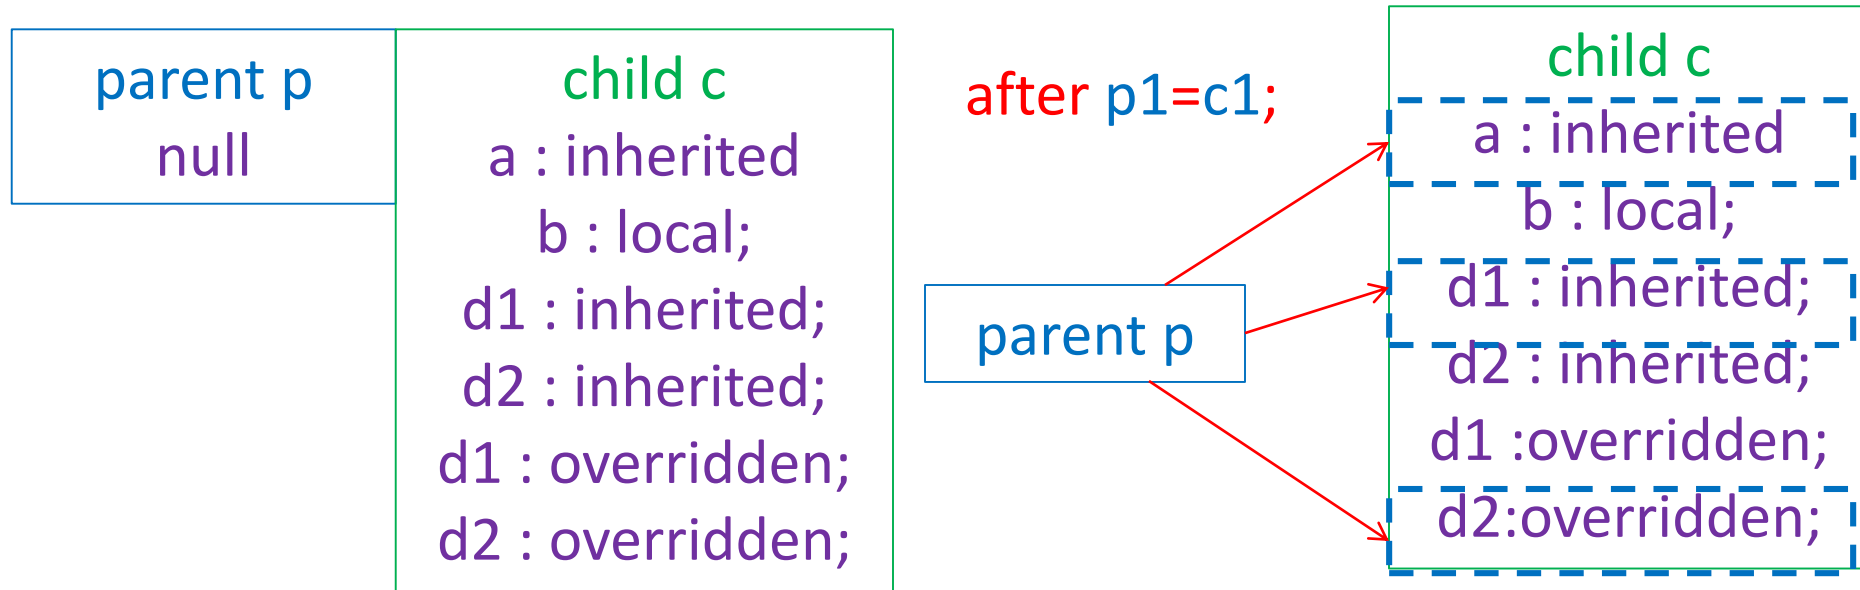 parent p
null
child c
a : inherited
b : local;
d1 : inherited;
d2 : inherited;
d1 : overridden;
d2 : overridden;
after p1=c1;
parent p
child c
a : inherited
b : local;
d1 : inherited;
d2 : inherited;
d1 :overridden;
d2:overridden;